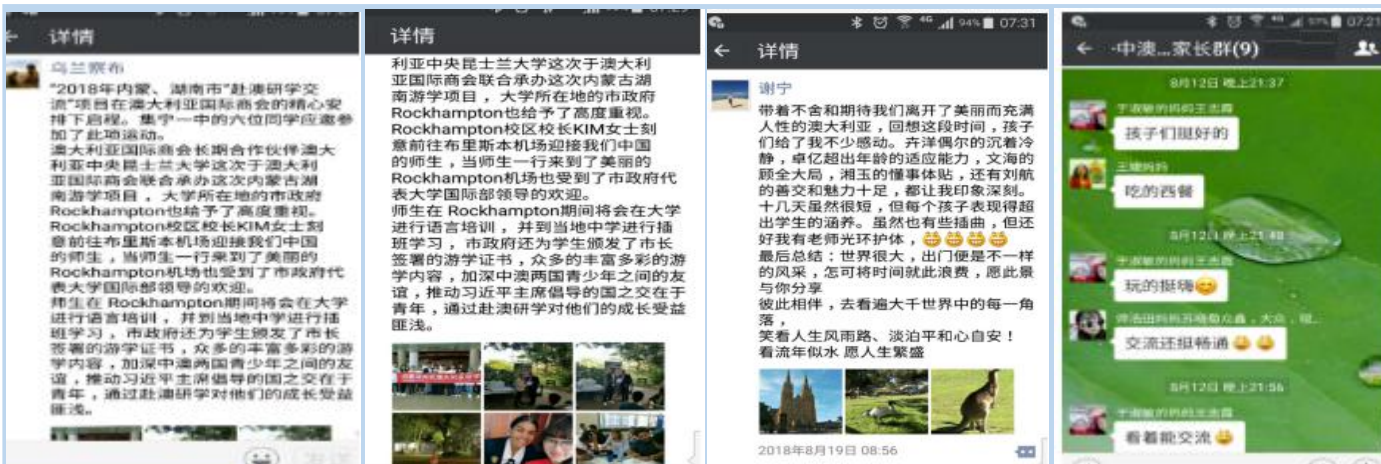 详情
乌兰察布
"2018年内蒙、湖南市"赴澳研学交
流"项目在澳大利亚国际商会的精心安
排下启程。集宁一中的六位同学应邀参
加了此项运动。
澳大利亚国际商会长期合作伙伴澳大
利亚中央昆士兰大学这次于澳大利
亚国际商会联合承办这次内蒙古湖
南游学项目，大学所在地的市政府
Rockhampton也给予了高度重视。
Rockhampton校区校长KIM女士刻
意前往布里斯本机场迎接我们中国
的师生，当师生一行来到了美丽的
Rockhampton机场也受到了市政府代
表大学国际部领导的欢迎。
师生在 Rockhampton期间将会在大学
进行语言培训，并到当地中学进行插
班学习，市政府还为学生颁发了市长
签署的游学证书，众多的丰富多彩的游
学内容，加深中澳两国青少年之间的友
谊，推动习近平主席倡导的国之交在于
青年，通过赴澳研学对他们的成长受益
匪浅。
详情
利亚中央昆士兰大学这次于澳大利
亚国际商会联合承办这次内蒙古湖
南游学项目，大学所在地的市政府
Rockhampton也给予了高度重视。
Rockhampton校区校长KIM女士刻
意前往布里斯本机场迎接我们中国
的师生，当师生一行来到了美丽的
Rockhampton机场也受到了市政府代
表大学国际部领导的欢迎。
师生在 Rockhampton期间将会在大学
进行语言培训，并到当地中学进行插
班学习，市政府还为学生颁发了市长
签署的游学证书，众多的丰富多彩的游
学内容，加深中澳两国青少年之间的友
谊，推动习近平主席倡导的国之交在于
青年，通过赴澳研学对他们的成长受益
匪浅。
4G 94% 07:31
详情
谢宁
带着不舍和期待我们离开了美丽而充满
人性的澳大利亚，回想这段时间，孩子
们给了我不少感动。卉洋偶尔的沉着冷
静，卓亿超出年龄的适应能力，文海的
顾全大局，湘玉的懂事体贴，还有刘航
的善交和魅力十足，都让我印象深刻。
十几天虽然很短，但每个孩子表现得超
出学生的涵养。虽然也有些插曲，但还
好我有老师光环护体，😁😁😁😁
最后总结：世界很大，出门便是不一样
的风采，怎可将时间就此浪费，愿此景
与你分享
彼此相伴，去看遍大千世界中的每一角
落，
笑看人生风雨路、淡泊平和心自安！
看流年似水 愿人生繁盛
2018年8月19日 08:56
07:21
-中澳...家长群(9)
8月12日 晚上21:37
孩子们挺好的
吃的西餐
8月12日 晚上21:48
玩的挺嗨😊
交流还挺畅通😄😄
8月12日 晚上21:56
看着能交流😄